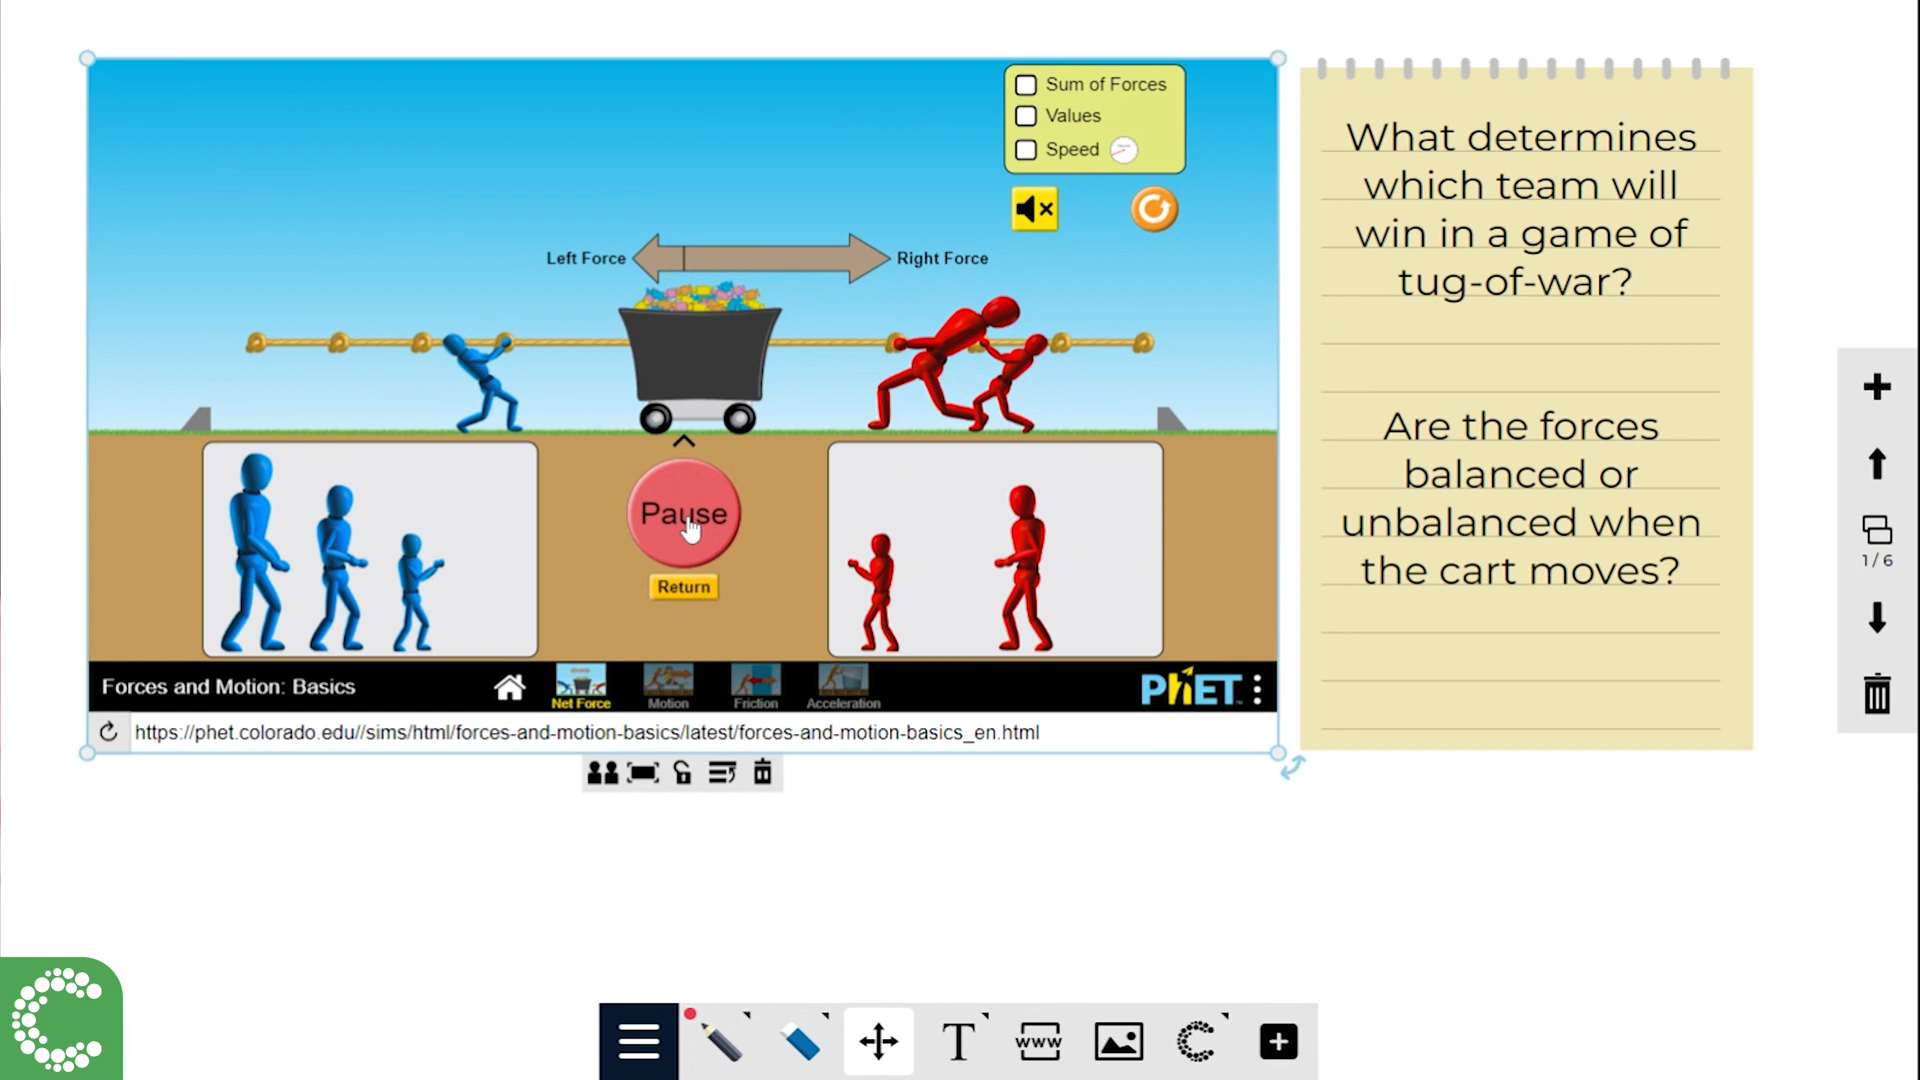 Sum of Forces
Values
Speed
Left Force
Right Force
Pause
Return
Forces and Motion: Basics
Net Force
Motion
Friction
Acceleration
PhET
https://phet.colorado.edu//sims/html/forces-and-motion-basics/latest/forces-and-motion-basics_en.html
What determines
which team will
win in a game of
tug-of-war?
Are the forces
balanced or
unbalanced when
the cart moves?
1/6
T
www
C
C